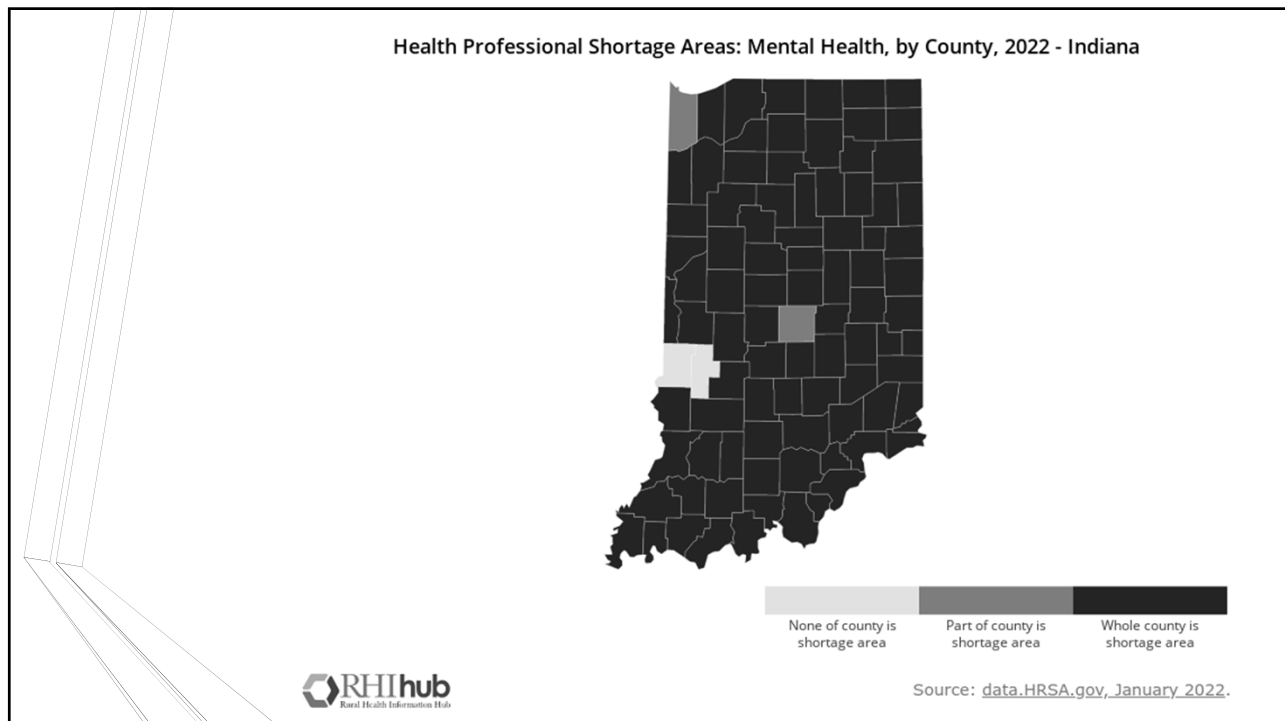 Health Professional Shortage Areas: Mental Health, by County, 2022 - Indiana
None of county is
shortage area
Part of county is
shortage area
Whole county is
shortage area
RHIhub
Rural Health Information Hub
Source: data.HRSA.gov, January 2022.